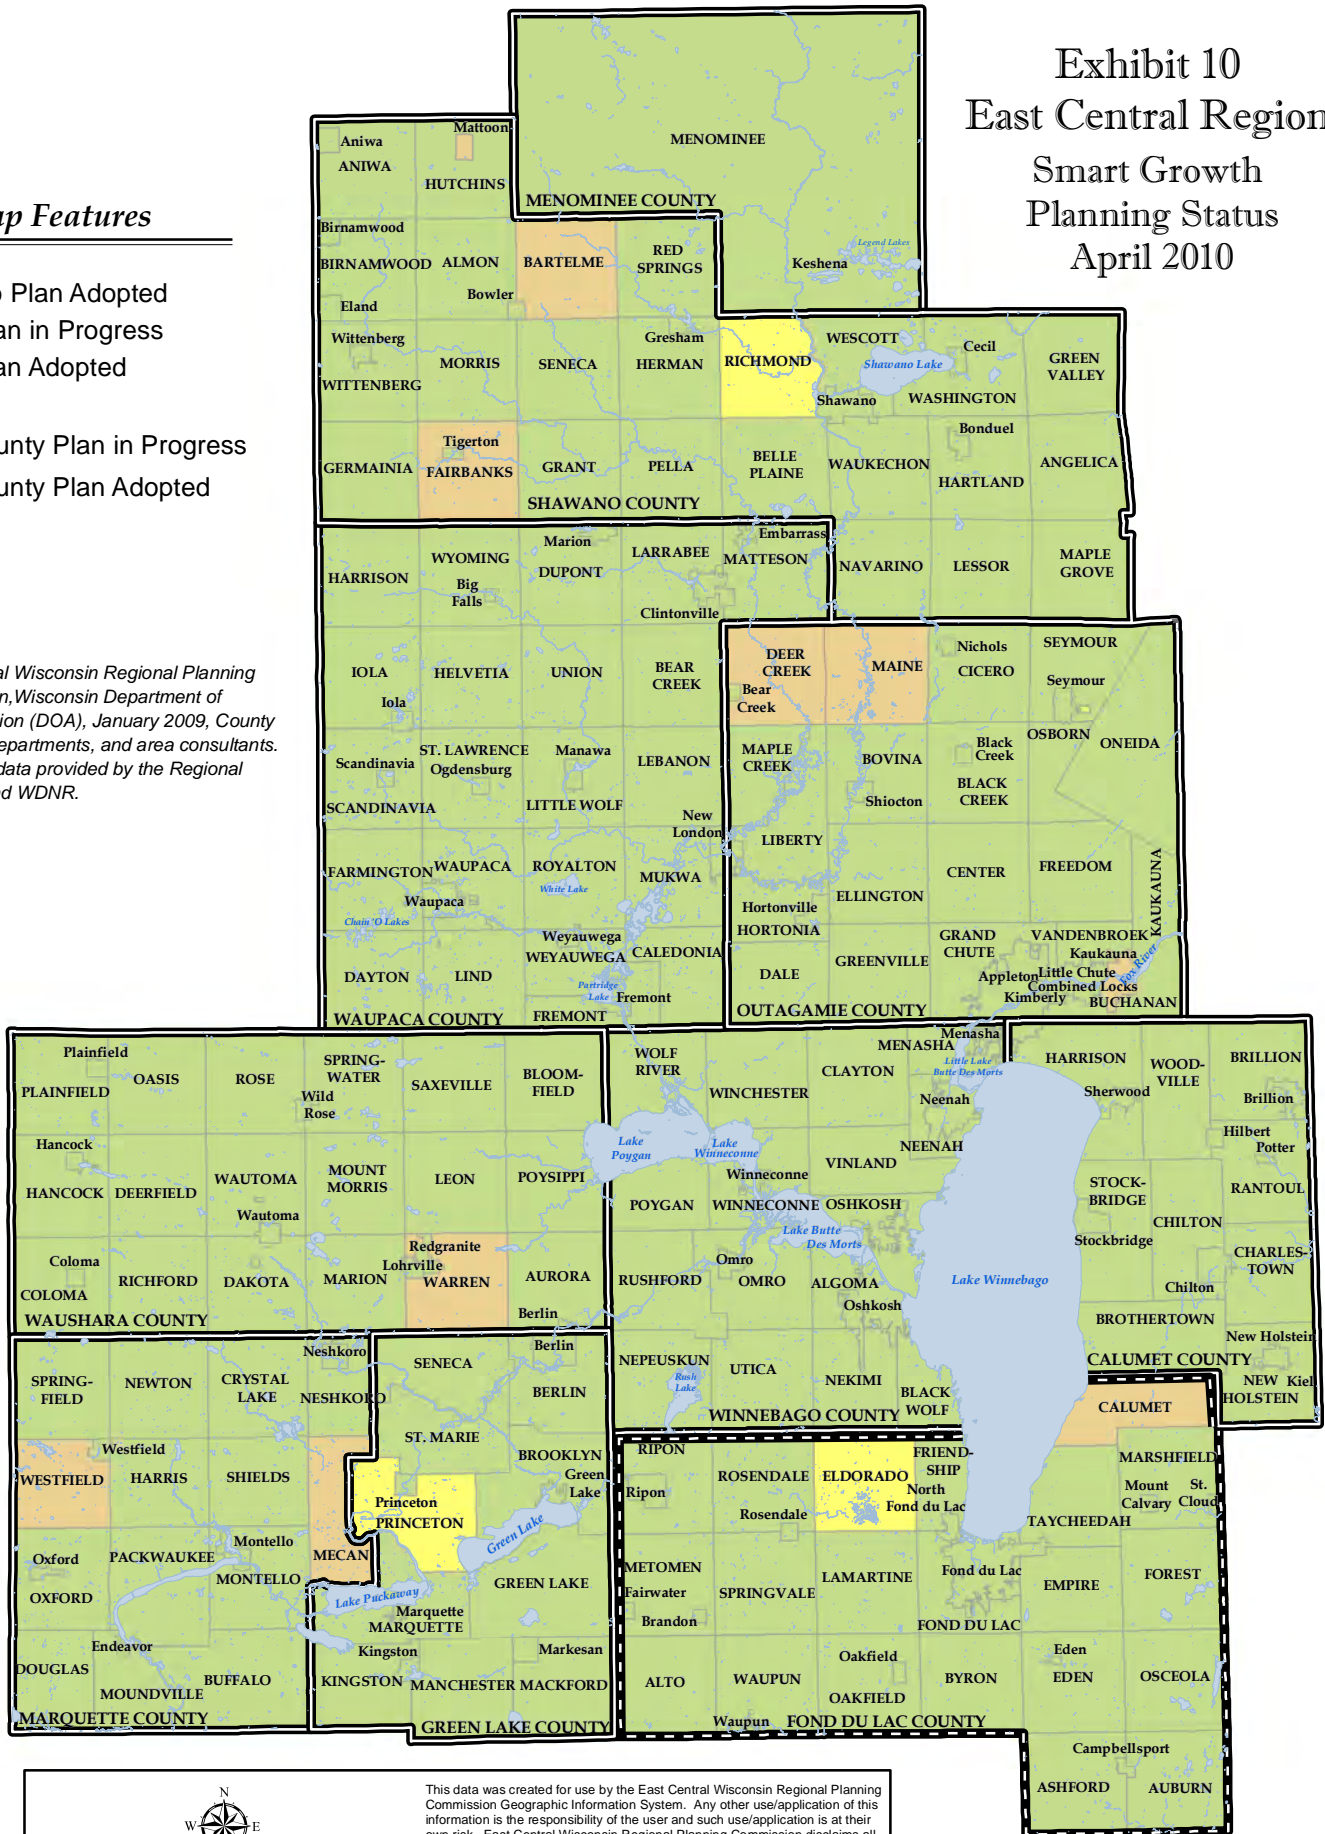 Exhibit 10
East Central Region
Smart Growth
Planning Status
April 2010
p Features
Plan Adopted
an in Progress
an Adopted
unty Plan in Progress
unty Plan Adopted
al Wisconsin Regional Planning
n,Wisconsin Department of
ion (DOA), January 2009, County
epartments, and area consultants.
data provided by the Regional
d WDNR.
MENOMINEE
MENOMINEE COUNTY
Legend Lakes
Keshena
Mattoon
Aniwa
ANIWA
HUTCHINS
Birnamwood
BIRNAMWOOD
ALMON
BARTELME
RED
SPRINGS
Bowler
Eland
Wittenberg
WITTENBERG
MORRIS
SENECA
Gresham
HERMAN
RICHMOND
WESCOTT
Cecil
Shawano Lake
GREEN
VALLEY
Shawano
WASHINGTON
Bonduel
Tigerton
GERMAINIA
FAIRBANKS
GRANT
PELLA
BELLE
PLAINE
WAUKECHON
HARTLAND
ANGELICA
SHAWANO COUNTY
NAVARINO
LESSOR
MAPLE
GROVE
HARRISON
WYOMING
Big
Falls
Marion
DUPONT
LARRABEE
Embarrass
MATTESON
Clintonville
IOLA
Iola
HELVETIA
UNION
BEAR
CREEK
Scandinavia
SCANDINAVIA
ST. LAWRENCE
Ogdensburg
Manawa
LITTLE WOLF
LEBANON
New
London
FARMINGTON
WAUPACA
Waupaca
ROYALTON
White Lake
MUKWA
Chain 'O Lakes
Weyauwega
WEYAUWEGA
CALEDONIA
DAYTON
LIND
Partridge
Lake
Fremont
FREMONT
WAUPACA COUNTY
DEER
CREEK
Bear
Creek
MAINE
Nichols
CICERO
SEYMOUR
Seymour
MAPLE
CREEK
BOVINA
Shiocton
Black
Creek
BLACK
CREEK
OSBORN
ONEIDA
LIBERTY
ELLINGTON
CENTER
FREEDOM
KAUKAUNA
Hortonville
HORTONIA
DALE
GREENVILLE
GRAND
CHUTE
VANDENBROEK
Kaukauna
Appleton
Little Chute
Combined Locks
Kimberly
BUCHANAN
Fox River
OUTAGAMIE COUNTY
Plainfield
PLAINFIELD
OASIS
ROSE
SPRING-
WATER
Wild
Rose
SAXEVILLE
BLOOM-
FIELD
Hancock
HANCOCK
DEERFIELD
WAUTOMA
Wautoma
MOUNT
MORRIS
LEON
POYSIPPI
Coloma
COLOMA
RICHFORD
DAKOTA
MARION
Redgranite
Lohrville
WARREN
AURORA
Berlin
WAUSHARA COUNTY
WOLF
RIVER
WINCHESTER
CLAYTON
MENASHA
Menasha
Little Lake
Butte Des Morts
Neenah
NEENAH
Lake
Poygan
Lake
Winneconne
Winneconne
VINLAND
POYGAN
WINNECONNE
OSHKOSH
Lake Butte
Des Morts
RUSHFORD
Omro
OMRO
ALGOMA
Oshkosh
Lake Winnebago
NEPEUSKUN
Rush
Lake
UTICA
NEKIMI
BLACK
WOLF
WINNEBAGO COUNTY
HARRISON
WOOD-
VILLE
BRILLION
Sherwood
Brillion
Hilbert
Potter
STOCK-
BRIDGE
RANTOUL
CHILTON
Stockbridge
CHARLES-
TOWN
Chilton
BROTHERTOWN
New Holstein
CALUMET COUNTY
NEW
HOLSTEIN
Kiel
SPRING-
FIELD
NEWTON
CRYSTAL
LAKE
Neshkoro
NESHKORO
Westfield
WESTFIELD
HARRIS
SHIELDS
Oxford
OXFORD
PACKWAUKEE
Montello
MONTELLO
MECAN
Endeavor
DOUGLAS
MOUNDVILLE
BUFFALO
MARQUETTE COUNTY
SENECA
Berlin
BERLIN
ST. MARIE
BROOKLYN
Green
Lake
Princeton
PRINCETON
Green Lake
GREEN LAKE
Lake Puckaway
Marquette
MARQUETTE
Kingston
KINGSTON
MANCHESTER
MACKFORD
Markesan
GREEN LAKE COUNTY
RIPON
Ripon
ROSENDALE
Rosendale
ELDORADO
FRIEND-
SHIP
North
Fond du Lac
CALUMET
MARSHFIELD
Mount
Calvary
St.
Cloud
TAYCHEEDAH
METOMEN
Fairwater
Brandon
SPRINGVALE
LAMARTINE
Fond du Lac
FOND DU LAC
EMPIRE
FOREST
ALTO
WAUPUN
Waupun
Oakfield
OAKFIELD
BYRON
Eden
EDEN
OSCEOLA
FOND DU LAC COUNTY
Campbellsport
ASHFORD
AUBURN
N
W
E
This data was created for use by the East Central Wisconsin Regional Planning
Commission Geographic Information System. Any other use/application of this
information is the responsibility of the user and such use/application is at their
own risk. East Central Wisconsin Regional Planning Commission disclaims all